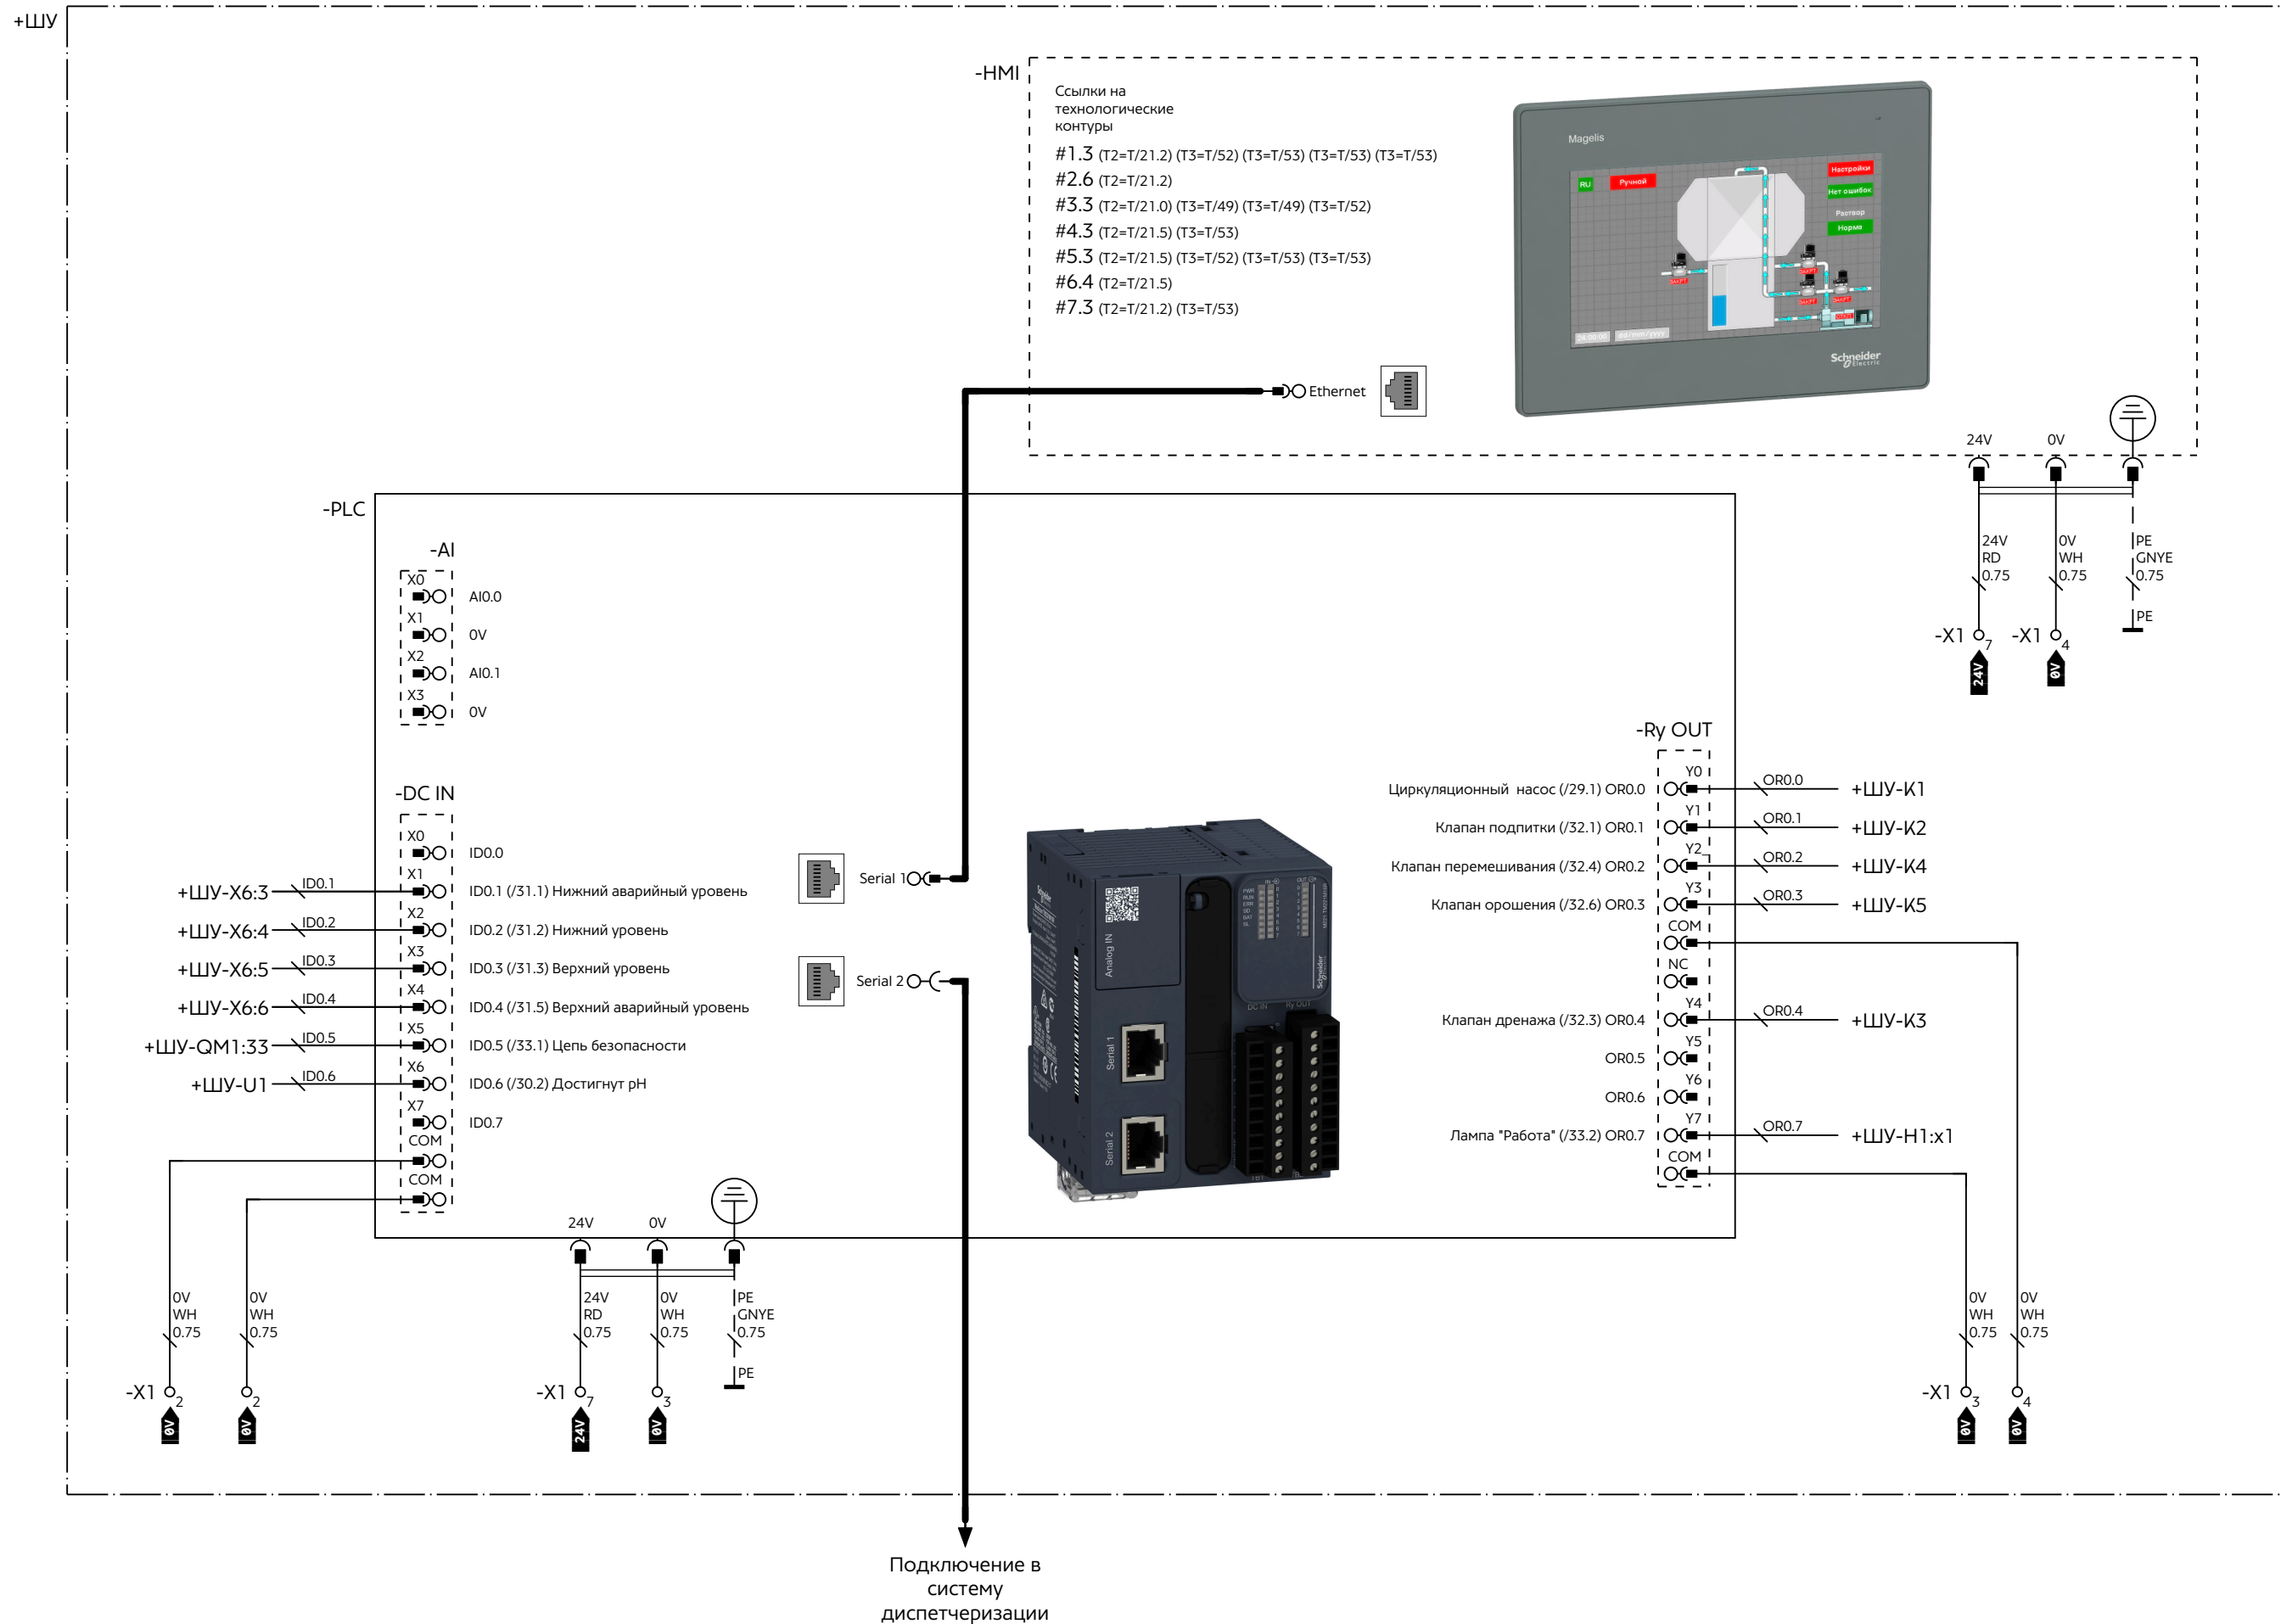 +ШУ
-HMI
Ссылки на
технологические
контуры
#1.3 (T2=T/21.2) (T3=T/52) (T3=T/53) (T3=T/53) (T3=T/53)
#2.6 (T2=T/21.2)
#3.3 (T2=T/21.0) (T3=T/49) (T3=T/49) (T3=T/52)
#4.3 (T2=T/21.5) (T3=T/53)
#5.3 (T2=T/21.5) (T3=T/52) (T3=T/53) (T3=T/53)
#6.4 (T2=T/21.5)
#7.3 (T2=T/21.2) (T3=T/53)
Magelis
RU
Ручной
Настройки
Нет ошибок
Раствор
Норма
dd/mm/yyyy
Schneider
Electric
Ethernet
24V
0V
24V
RD
0.75
0V
WH
0.75
PE
GNYE
0.75
PE
-X1
7
-X1
4
24V
0V
-PLC
-AI
X0
AI0.0
X1
0V
X2
AI0.1
X3
0V
-DC IN
X0
ID0.0
+ШУ-X6:3
ID0.1
X1
ID0.1 (/31.1) Нижний аварийный уровень
+ШУ-X6:4
ID0.2
X2
ID0.2 (/31.2) Нижний уровень
+ШУ-X6:5
ID0.3
X3
ID0.3 (/31.3) Верхний уровень
+ШУ-X6:6
ID0.4
X4
ID0.4 (/31.5) Верхний аварийный уровень
+ШУ-QM1:33
ID0.5
X5
ID0.5 (/33.1) Цепь безопасности
+ШУ-U1
ID0.6
X6
ID0.6 (/30.2) Достигнут pH
X7
ID0.7
COM
COM
Serial 1
Serial 2
Analog IN
Serial 1
Serial 2
DC IN
Ry OUT
Schneider
-Ry OUT
Циркуляционный насос (/29.1) OR0.0
Y0
OR0.0
+ШУ-K1
Клапан подпитки (/32.1) OR0.1
Y1
OR0.1
+ШУ-K2
Клапан перемешивания (/32.4) OR0.2
Y2
OR0.2
+ШУ-K4
Клапан орошения (/32.6) OR0.3
Y3
OR0.3
+ШУ-K5
COM
NC
Клапан дренажа (/32.3) OR0.4
Y4
OR0.4
+ШУ-K3
OR0.5
Y5
OR0.6
Y6
Лампа "Работа" (/33.2) OR0.7
Y7
OR0.7
+ШУ-H1:x1
COM
24V
0V
0V
WH
0.75
0V
WH
0.75
24V
RD
0.75
0V
WH
0.75
PE
GNYE
0.75
PE
0V
WH
0.75
0V
WH
0.75
-X1
2
2
-X1
7
3
-X1
3
4
0V
0V
24V
0V
0V
0V
Подключение в
систему
диспетчеризации